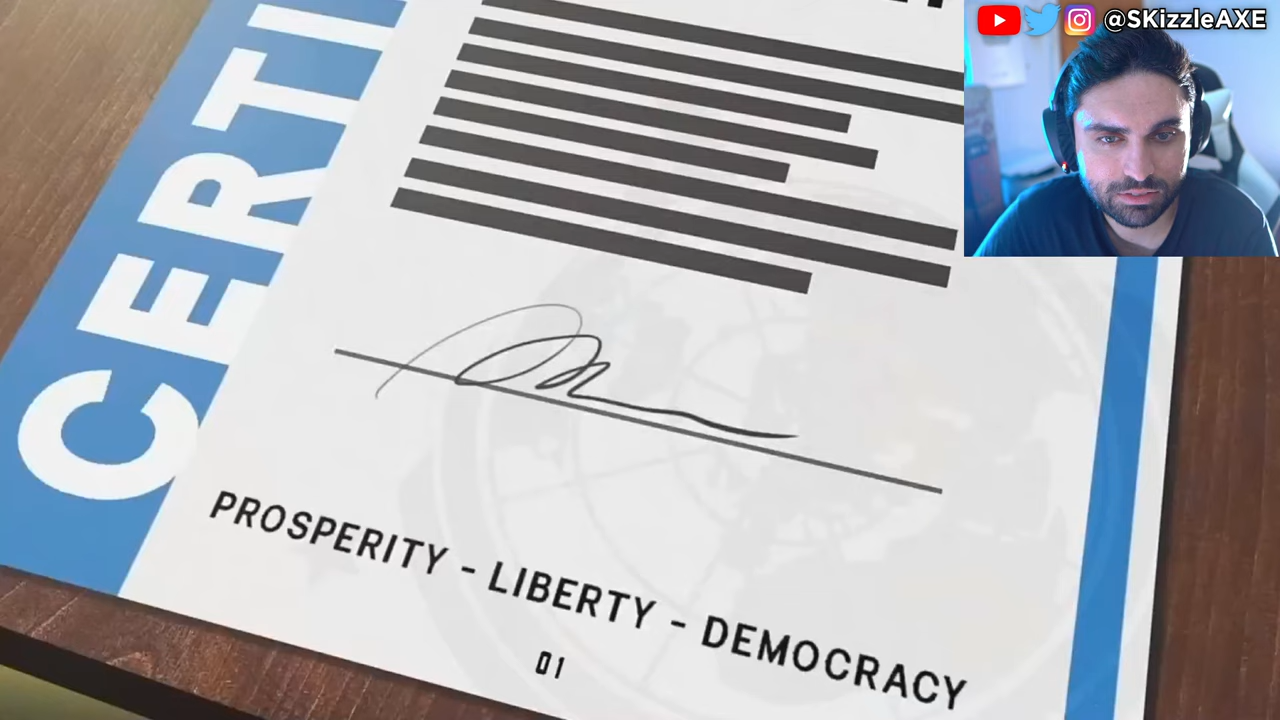 @SKizzleAXE
CERTI
PROSPERITY - LIBERTY - DEMOCRACY
01